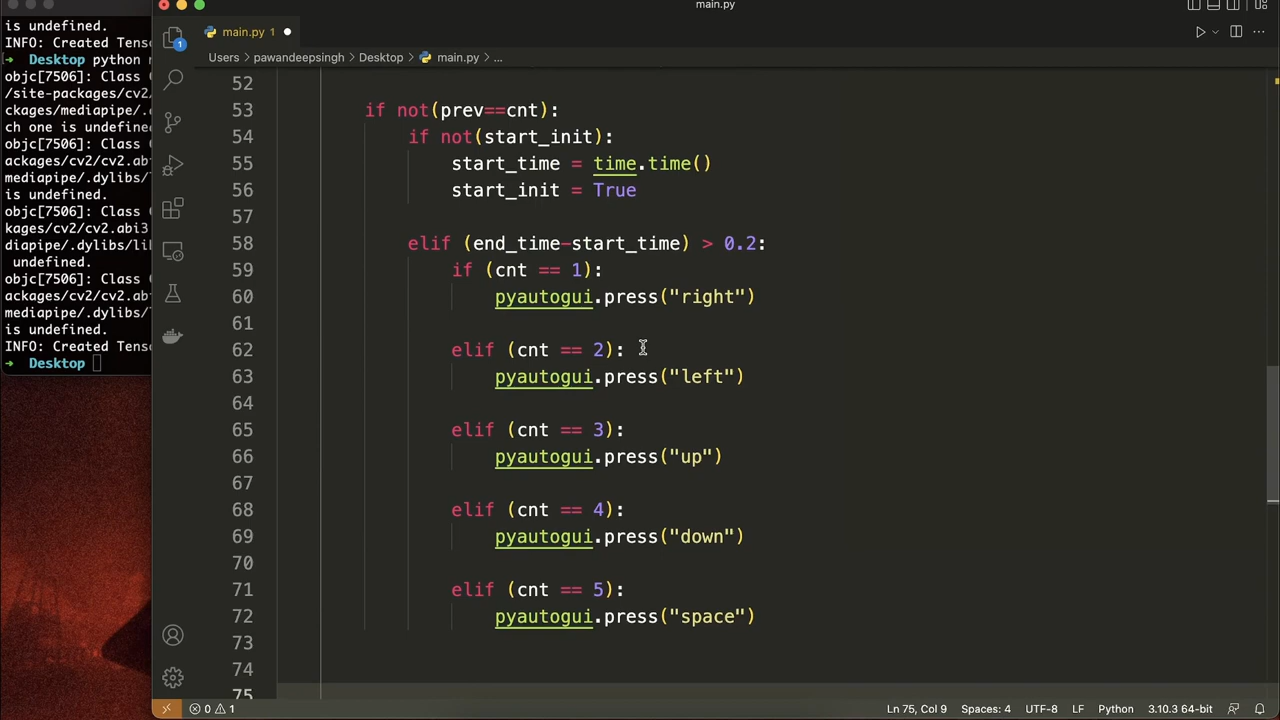 main.py
is undefined.
INFO: Created Tenso
→ Desktop python m
objc[7506]: Class C
/site-packages/cv2/
ckages/mediapipe/.d
ch one is undefined
objc[7506]: Class C
ackages/cv2/cv2.abi
mediapipe/.dylibs/l
is undefined.
objc[7506]: Class C
kages/cv2/cv2.abi3.
diapipe/.dylibs/lib
undefined.
objc[7506]: Class C
ackages/cv2/cv2.ab
mediapipe/.dylibs/l
is undefined.
INFO: Created Tenso
→ Desktop
1
main.py 1
Users > pawandeepsingh > Desktop > main.py > ...
52
53 if not(prev==cnt):
54 if not(start_init):
55 start_time = time.time()
56 start_init = True
57
58 elif (end_time-start_time) > 0.2:
59 if (cnt == 1):
60 pyautogui.press("right")
61
62 elif (cnt == 2):
63 pyautogui.press("left")
64
65 elif (cnt == 3):
66 pyautogui.press("up")
67
68 elif (cnt == 4):
69 pyautogui.press("down")
70
71 elif (cnt == 5):
72 pyautogui.press("space")
73
74
75
0 1 Ln 75, Col 9 Spaces: 4 UTF-8 LF Python 3.10.3 64-bit